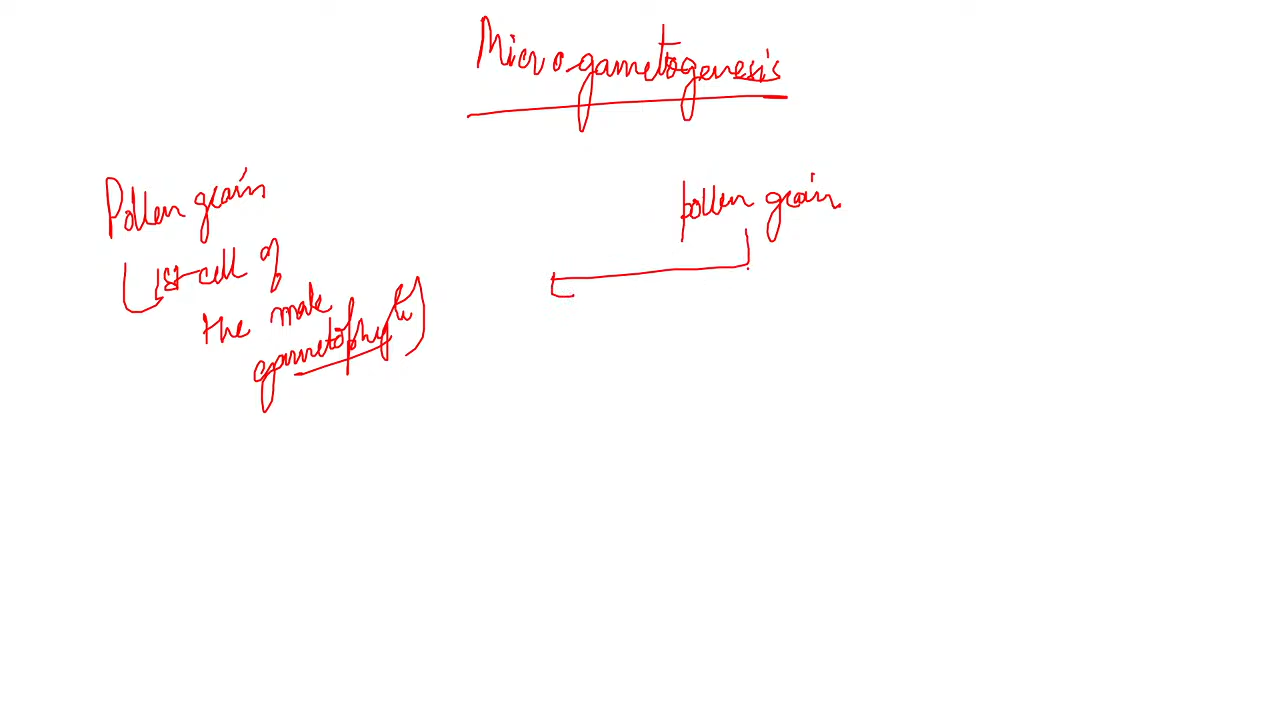 Microgametogenesis
Pollen grain
1st cell of
the male
gametophyte)
pollen grain